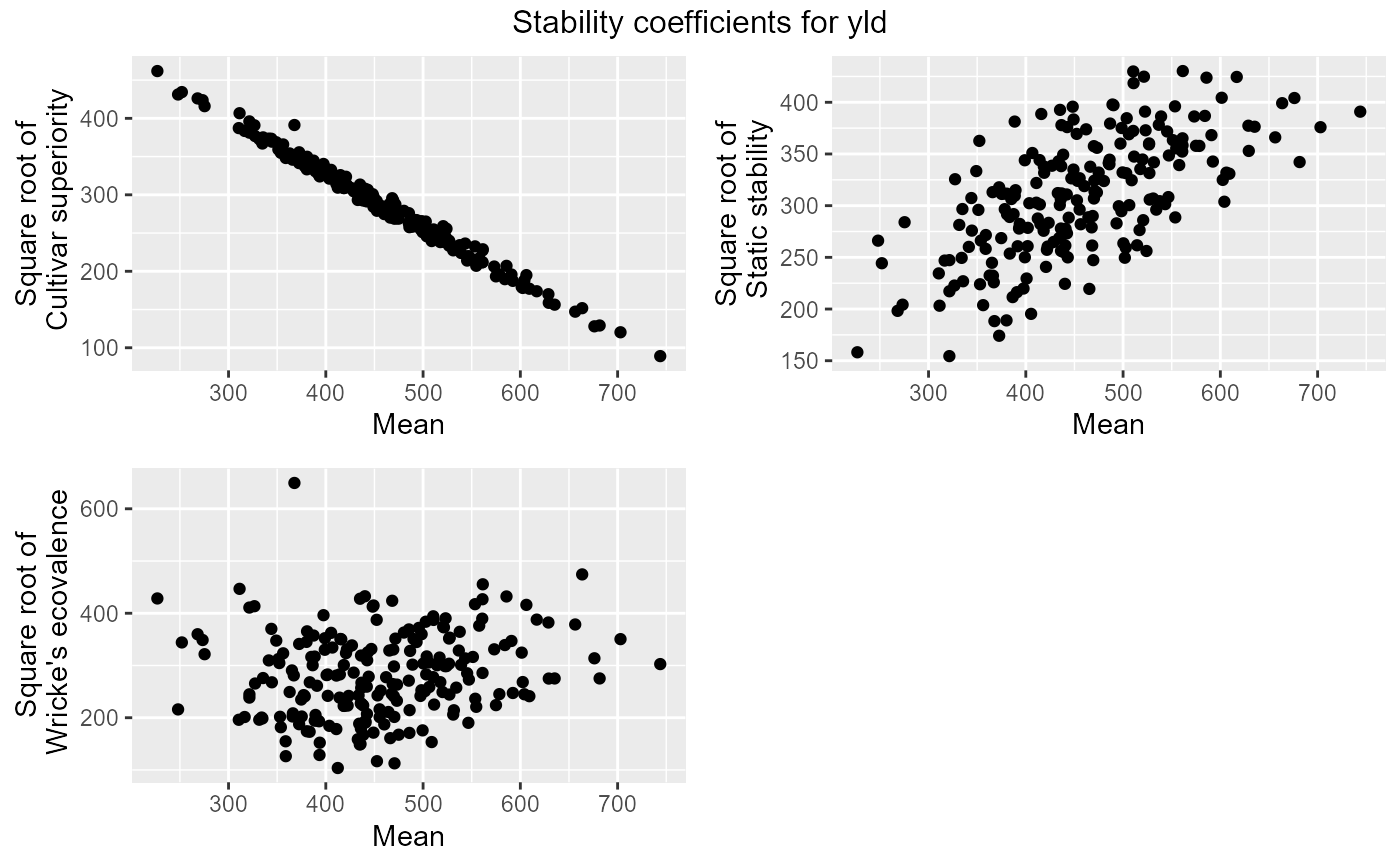 Stability coefficients for yld
Square root of
Cultivar superiority
400
300
200
100
300 400 500 600 700
Mean
Square root of
Static stability
400
350
300
250
200
150
300 400 500 600 700
Mean
Square root of
Wricke's ecovalence
600
400
200
300 400 500 600 700
Mean